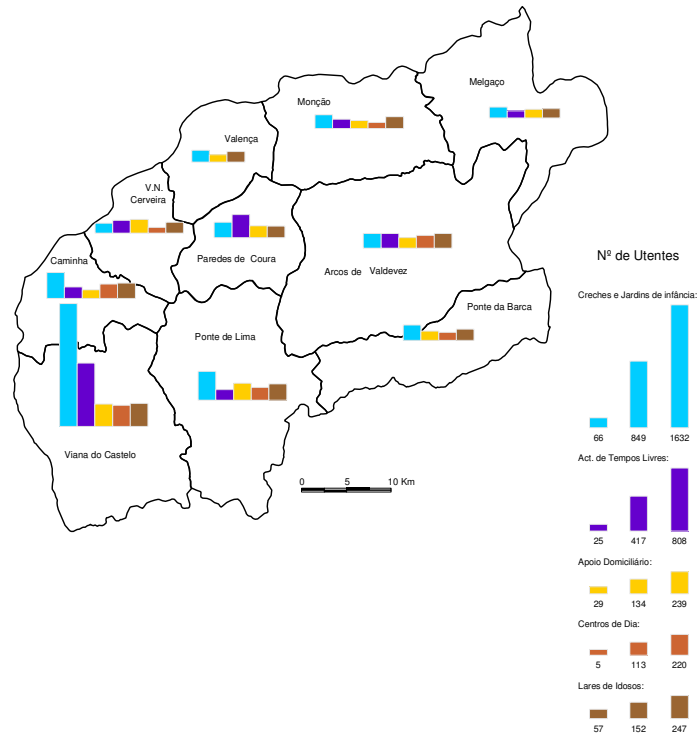 Melgaço
Monção
Valença
V.N.
Cerveira
Paredes de Coura
Caminha
Arcos de Valdevez
Ponte da Barca
Ponte de Lima
Viana do Castelo
0 5 10 Km
Nº de Utentes
Creches e Jardins de infância:
66 849 1632
Act. de Tempos Livres:
25 417 808
Apoio Domiciliário:
29 134 239
Centros de Dia:
5 113 220
Lares de Idosos:
57 152 247